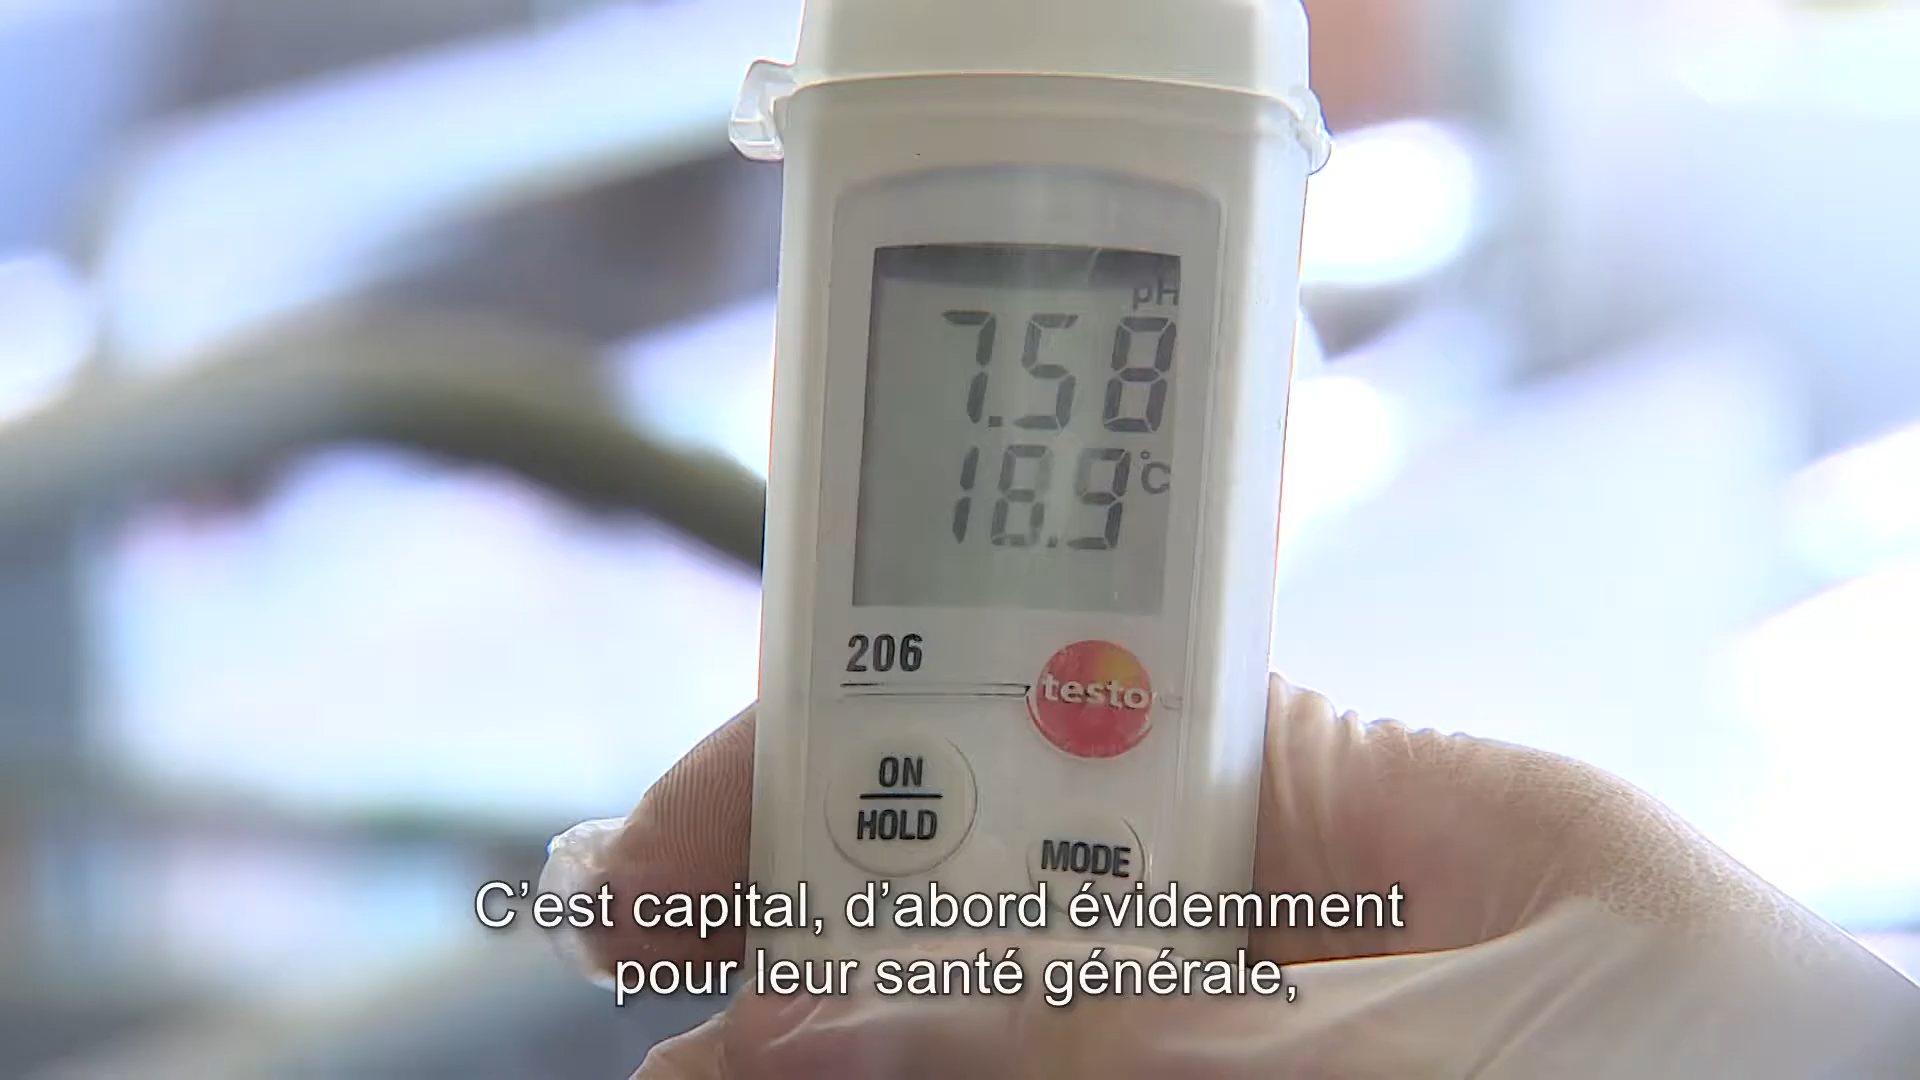 pH
7.58
18.9°C
206
testo
ON
HOLD
MODE
C’est capital, d’abord évidemment
pour leur santé générale,